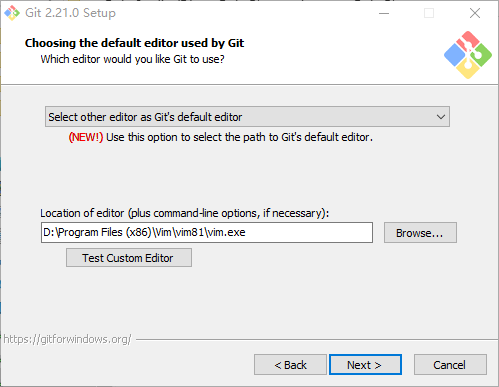 Git 2.21.0 Setup
Choosing the default editor used by Git
Which editor would you like Git to use?
Select other editor as Git's default editor
(NEW!) Use this option to select the path to Git's default editor.
Location of editor (plus command-line options, if necessary):
D:\Program Files (x86)\Vim\vim81\vim.exe
Browse...
Test Custom Editor
https://gitforwindows.org/
< Back
Next >
Cancel